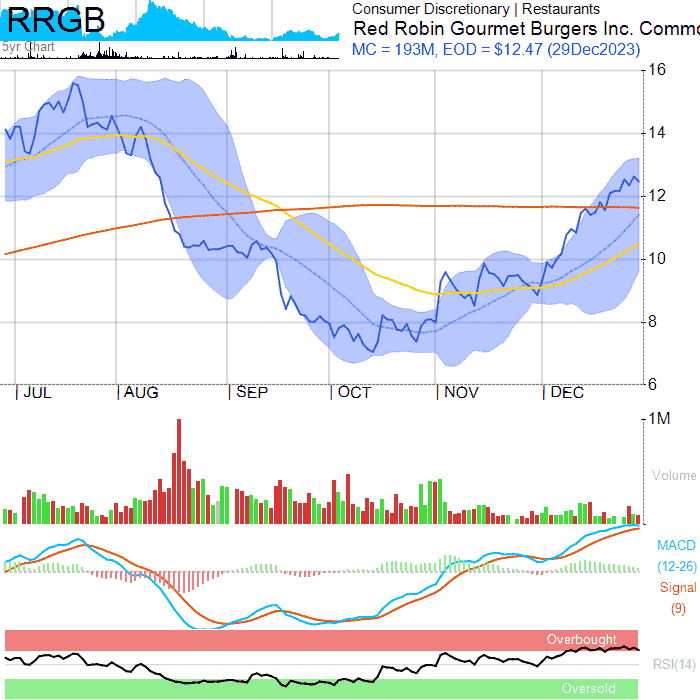 RRGB
5yr Chart
Consumer Discretionary | Restaurants
Red Robin Gourmet Burgers Inc. Commo
MC = 193M, EOD = $12.47 (29Dec2023)
16
14
12
10
8
6
JUL AUG SEP OCT NOV DEC
1M
Volume
MACD
(12-26)
Signal
(9)
Overbought
RSI(14)
Oversold